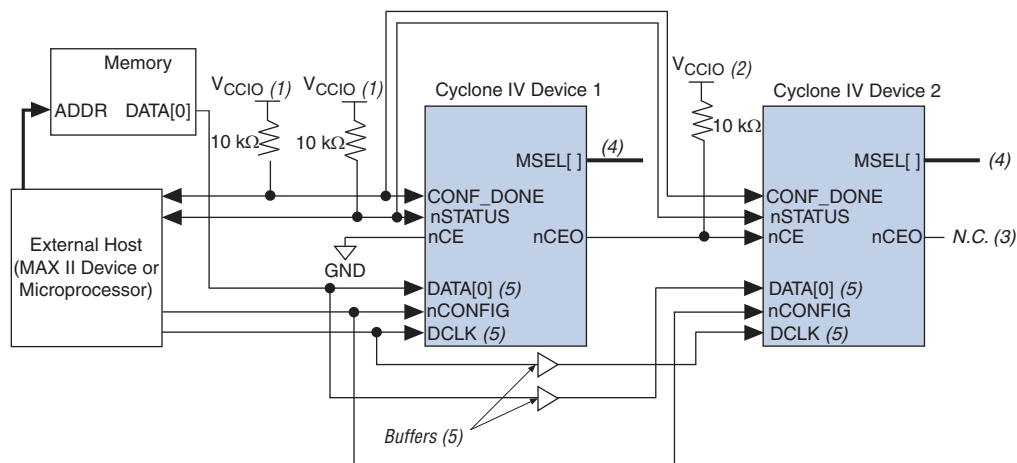 Memory
ADDR DATA[0]
VCCIO (1)
10 kΩ
VCCIO (1)
10 kΩ
Cyclone IV Device 1
MSEL[ ]
(4)
CONF_DONE
nSTATUS
nCE
nCEO
GND
DATA[0] (5)
nCONFIG
DCLK (5)
VCCIO (2)
10 kΩ
Cyclone IV Device 2
MSEL[ ]
(4)
CONF_DONE
nSTATUS
nCE
nCEO
N.C. (3)
DATA[0] (5)
nCONFIG
DCLK (5)
External Host
(MAX II Device or
Microprocessor)
Buffers (5)